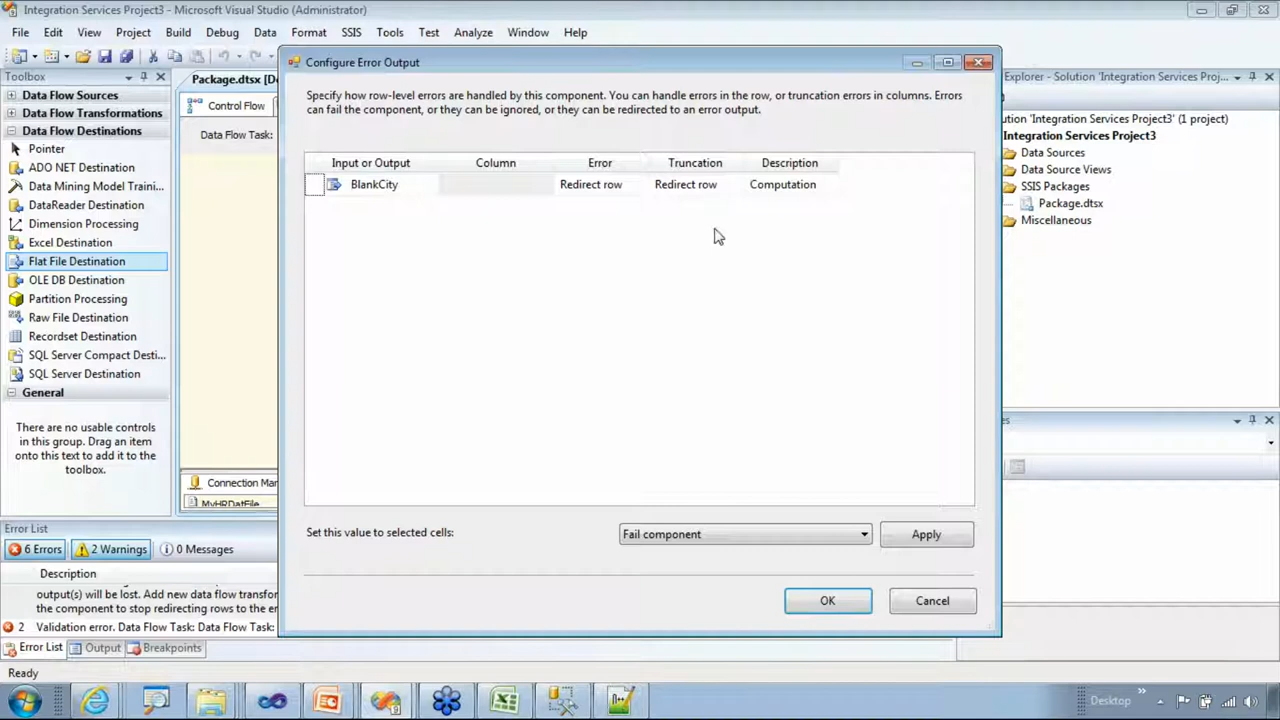 Integration Services Project3 - Microsoft Visual Studio (Administrator)
File Edit View Project Build Debug Data Format SSIS Tools Test Analyze Window Help
Toolbox
Data Flow Sources
Data Flow Transformations
Data Flow Destinations
Pointer
ADO NET Destination
Data Mining Model Traini...
DataReader Destination
Dimension Processing
Excel Destination
Flat File Destination
OLE DB Destination
Partition Processing
Raw File Destination
Recordset Destination
SQL Server Compact Desti...
SQL Server Destination
General
There are no usable controls
in this group. Drag an item
onto this text to add it to the
toolbox.
Package.dtsx [De
Control Flow
Data Flow Task:
Connection Man
MyHRDatFile
Configure Error Output
Specify how row-level errors are handled by this component. You can handle errors in the row, or truncation errors in columns. Errors
can fail the component, or they can be ignored, or they can be redirected to an error output.
Input or Output Column Error Truncation Description
BlankCity Redirect row Redirect row Computation
Set this value to selected cells: Fail component Apply
OK Cancel
Explorer - Solution 'Integration Services Proj...
ution 'Integration Services Project3' (1 project)
Integration Services Project3
Data Sources
Data Source Views
SSIS Packages
Package.dtsx
Miscellaneous
es
Error List
6 Errors 2 Warnings 0 Messages
Description
output(s) will be lost. Add new data flow transfor
the component to stop redirecting rows to the er
2 Validation error. Data Flow Task: Data Flow Task:
Error List Output Breakpoints
Ready
Desktop